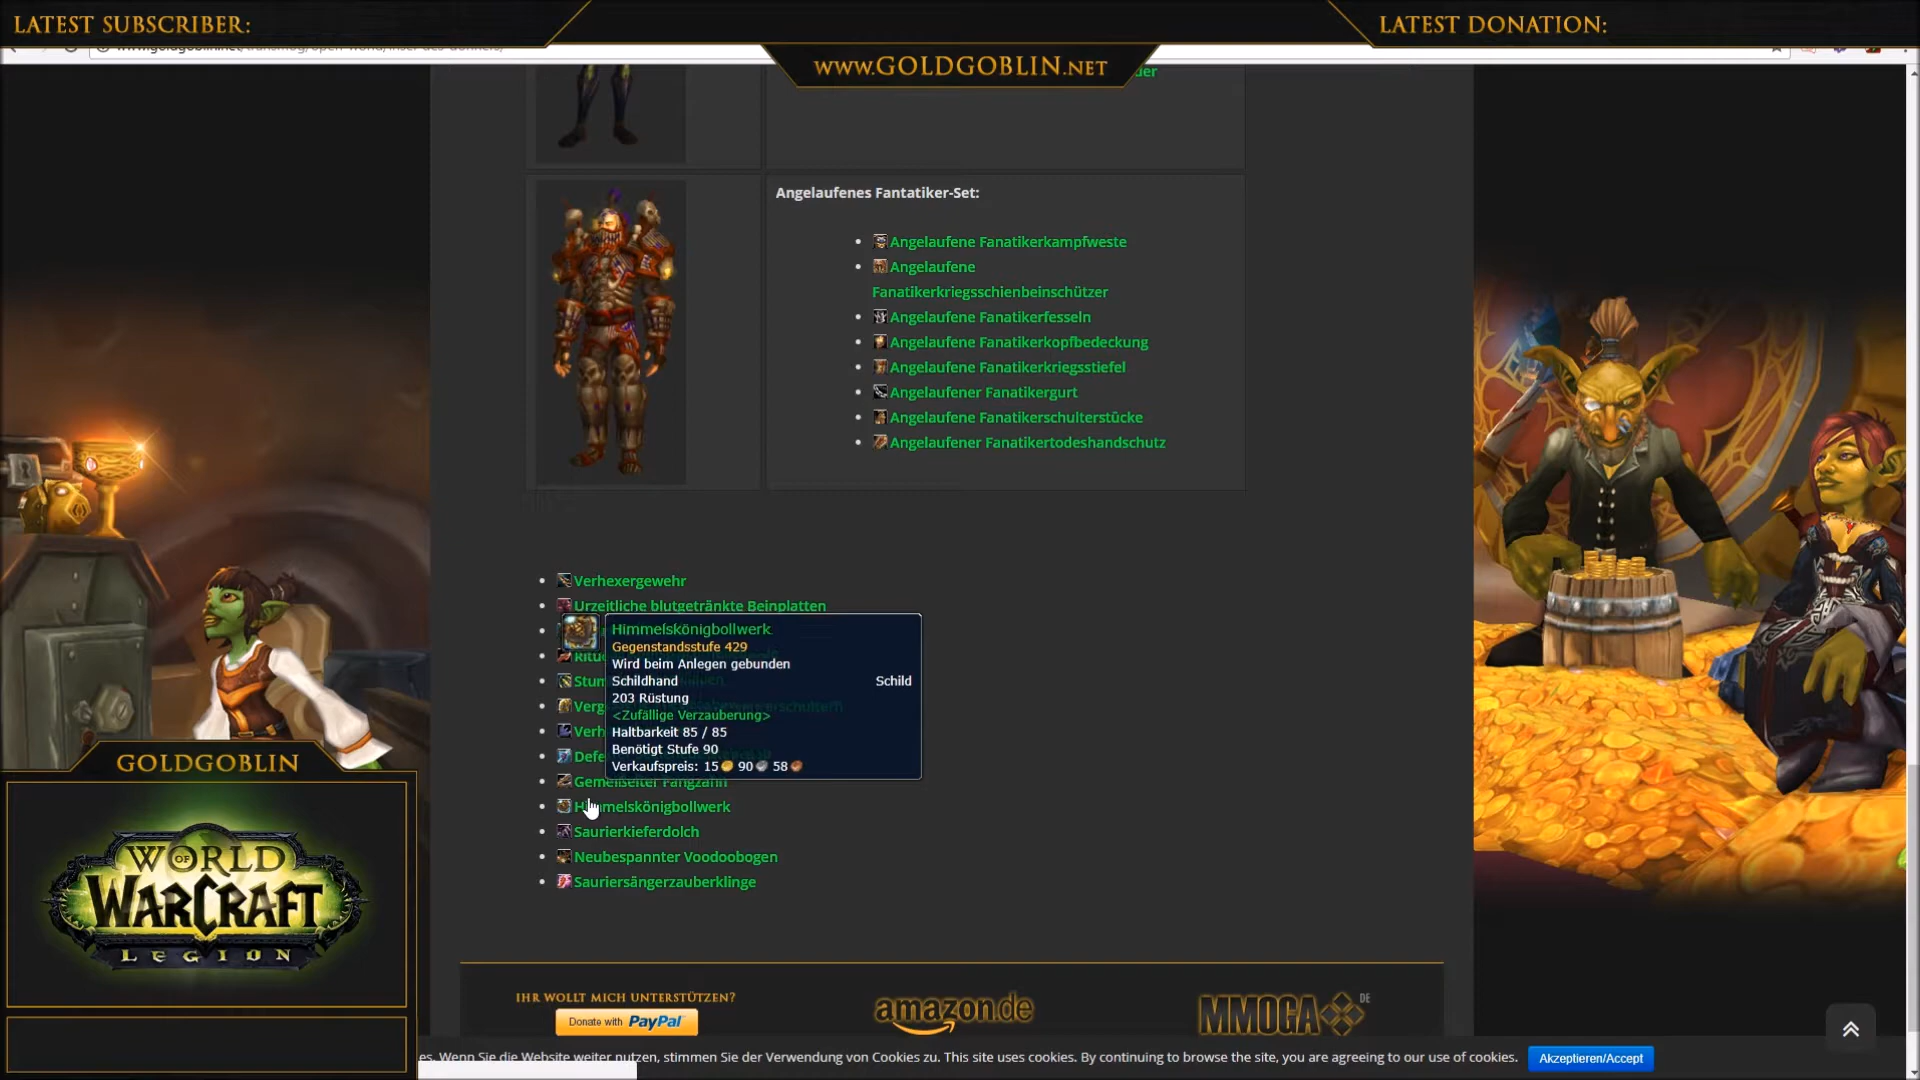 LATEST SUBSCRIBER:
LATEST DONATION:
WWW.GOLDGOBLIN.NET
Angelaufenes Fantatiker-Set:
Angelaufene Fanatikerkampfweste
Angelaufene
Fanatikerkriegsschienbeinschützer
Angelaufene Fanatikerfesseln
Angelaufene Fanatikerkopfbedeckung
Angelaufene Fanatikerkriegsstiefel
Angelaufener Fanatikergurt
Angelaufene Fanatikerschulterstücke
Angelaufener Fanatikertodeshandschutz
Verhexergewehr
Urzeitliche blutgetränkte Beinplatten
Himmelskönigbollwerk
Gegenstandsstufe 429
Wird beim Anlegen gebunden
Schildhand Schild
203 Rüstung
<Zufällige Verzauberung>
Haltbarkeit 85 / 85
Benötigt Stufe 90
Verkaufspreis: 15 90 58
Gemeißelter Fangzahn
Himmelskönigbollwerk
Saurierkieferdolch
Neubespannter Voodoobogen
Sauriersängerzauberklinge
GOLDGOBLIN
WORLD OF WARCRAFT
LEGION
IHR WOLLT MICH UNTERSTÜTZEN?
Donate with PayPal
amazon.de
MMOGA DE
es. Wenn Sie die Website weiter nutzen, stimmen Sie der Verwendung von Cookies zu. This site uses cookies. By continuing to browse the site, you are agreeing to our use of cookies.
Akzeptieren/Accept